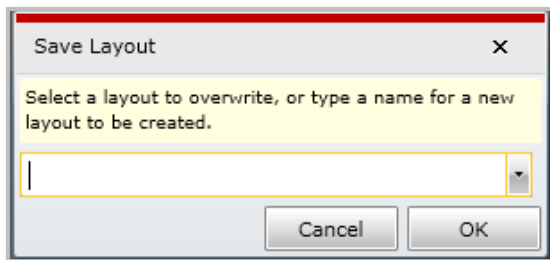 Save Layout
Select a layout to overwrite, or type a name for a new
layout to be created.
Cancel OK